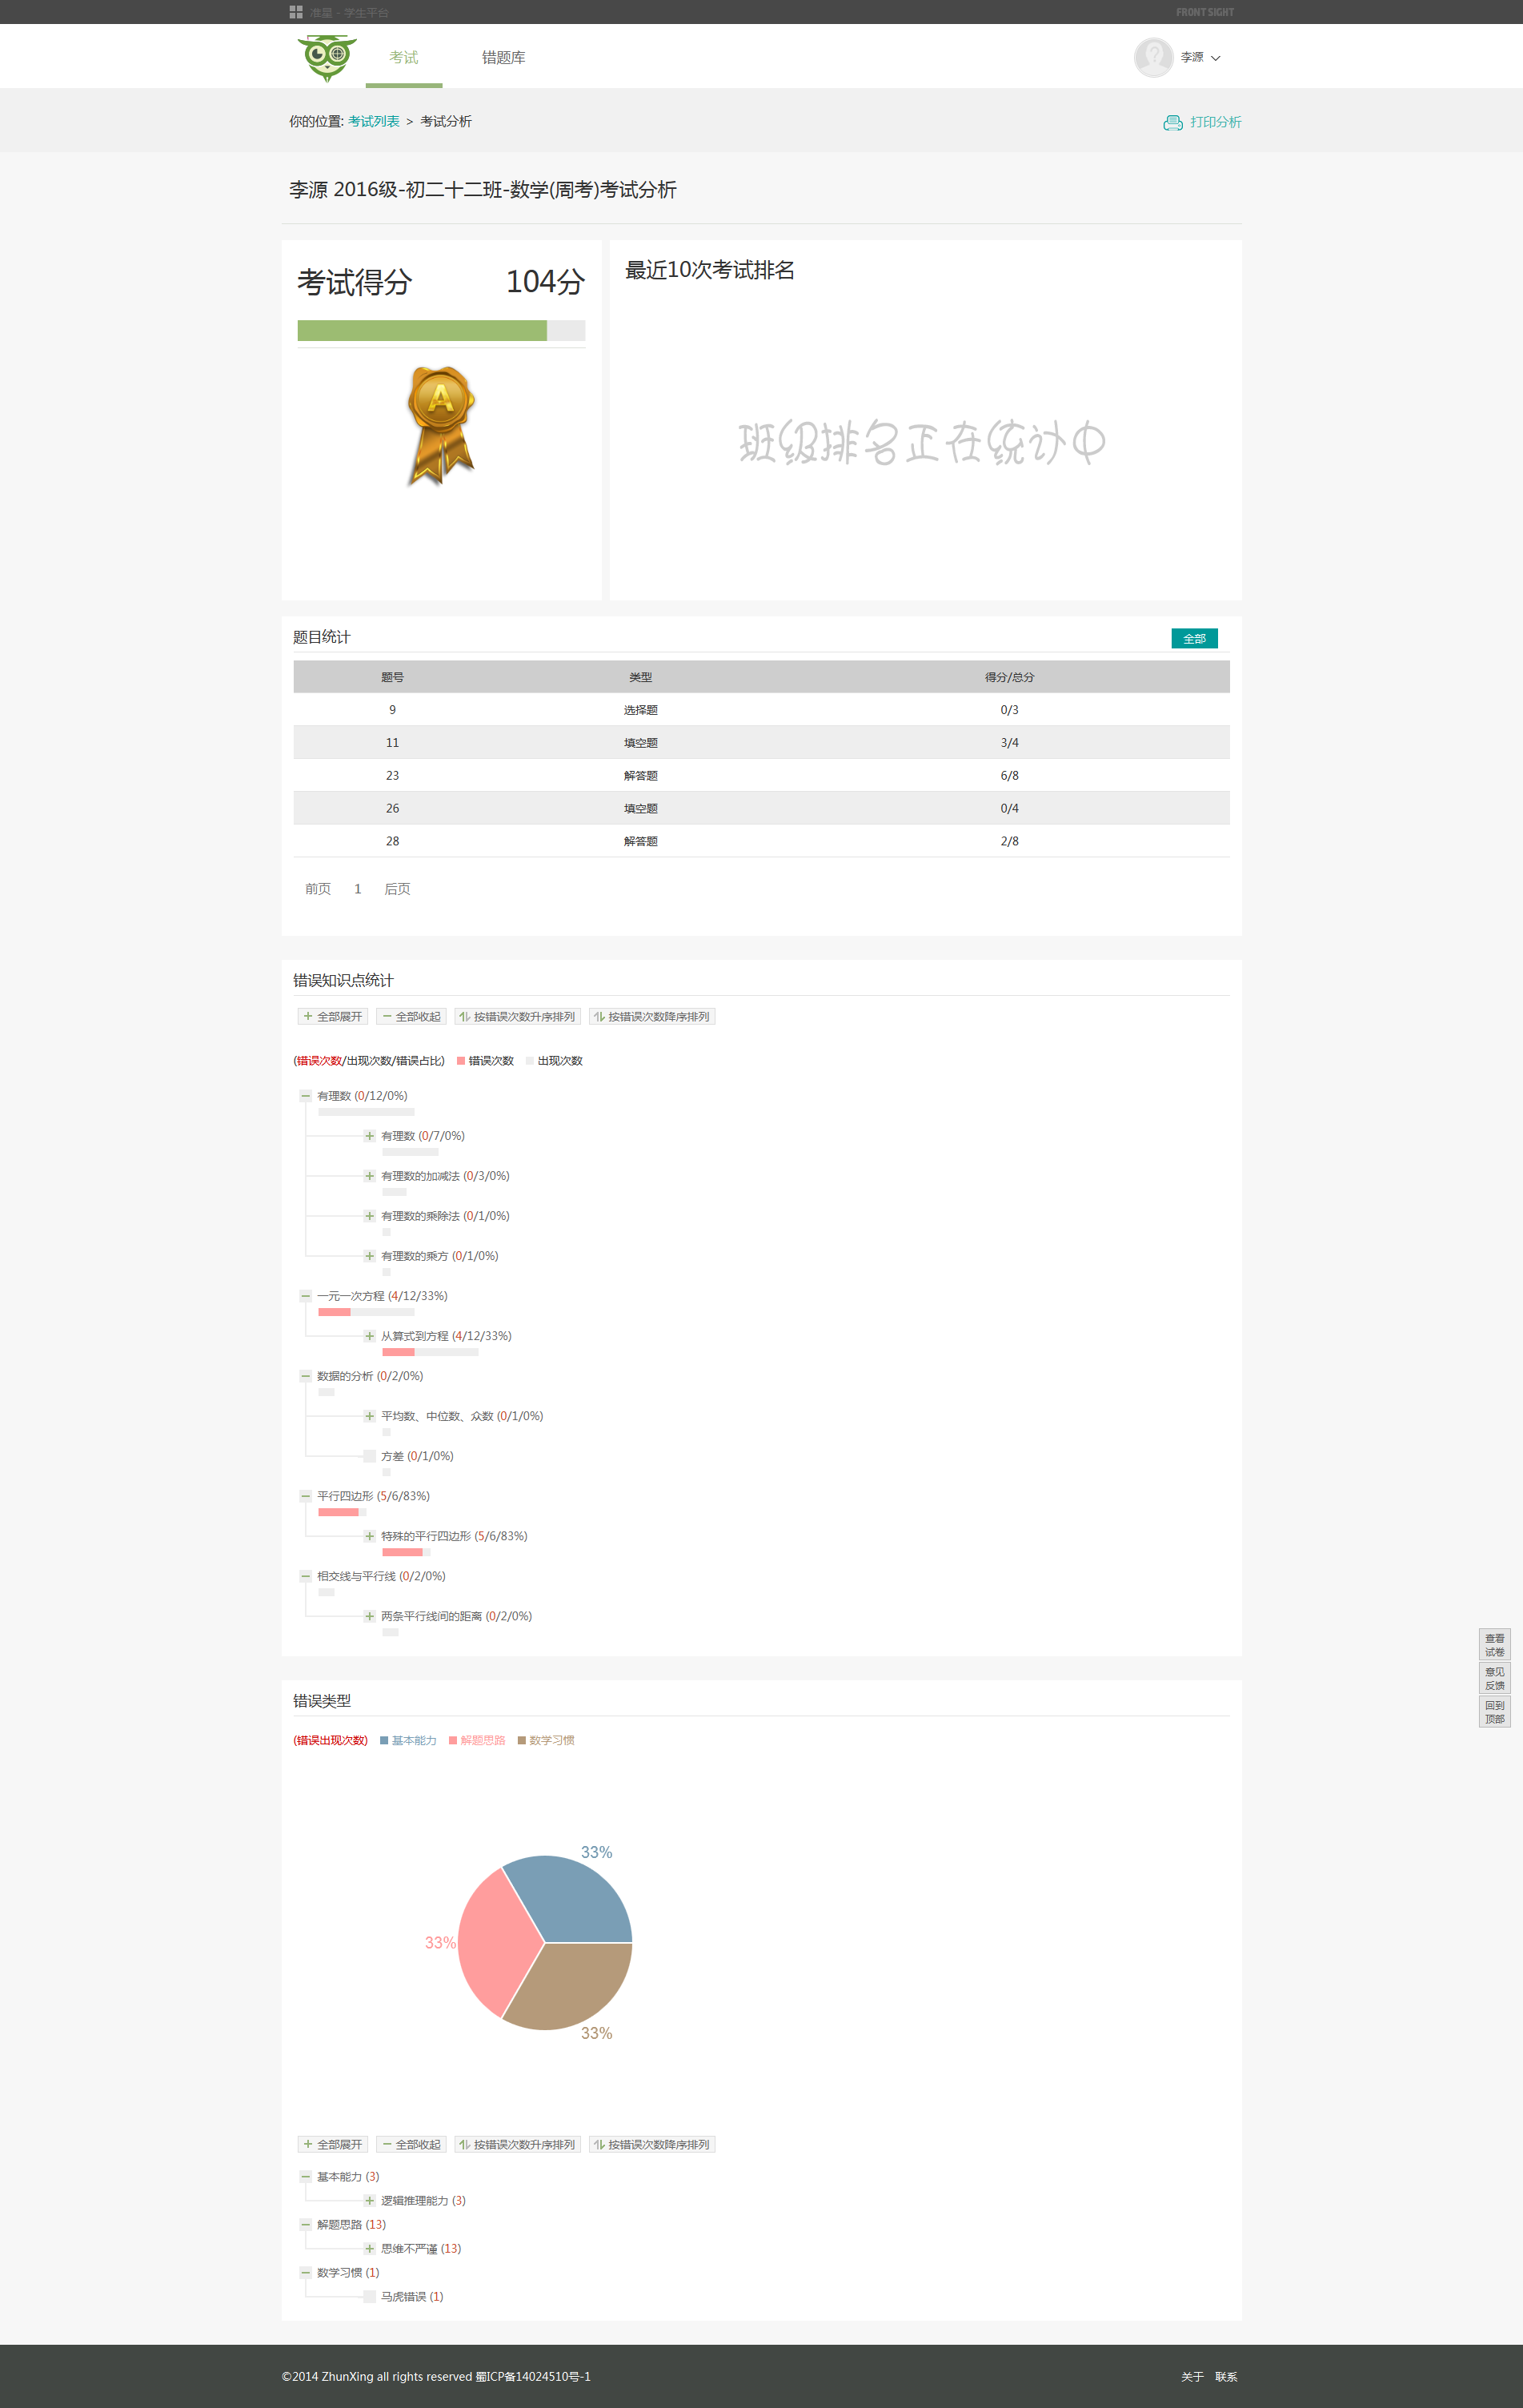 准星 - 学生平台 FRONT SIGHT
考试 错题库 李源
你的位置: 考试列表 > 考试分析 打印分析
李源 2016级-初二十二班-数学(周考)考试分析
考试得分 104分
A
最近10次考试排名
班级排名正在统计中
题目统计 全部
题号 类型 得分/总分
9 选择题 0/3
11 填空题 3/4
23 解答题 6/8
26 填空题 0/4
28 解答题 2/8
前页 1 后页
错误知识点统计
全部展开 全部收起 按错误次数升序排列 按错误次数降序排列
(错误次数/出现次数/错误占比) 错误次数 出现次数
有理数 (0/12/0%)
有理数 (0/7/0%)
有理数的加减法 (0/3/0%)
有理数的乘除法 (0/1/0%)
有理数的乘方 (0/1/0%)
一元一次方程 (4/12/33%)
从算式到方程 (4/12/33%)
数据的分析 (0/2/0%)
平均数、中位数、众数 (0/1/0%)
方差 (0/1/0%)
平行四边形 (5/6/83%)
特殊的平行四边形 (5/6/83%)
相交线与平行线 (0/2/0%)
两条平行线间的距离 (0/2/0%)
查看
试卷
意见
反馈
回到
顶部
错误类型
(错误出现次数) 基本能力 解题思路 数学习惯
33%
33%
33%
全部展开 全部收起 按错误次数升序排列 按错误次数降序排列
基本能力 (3)
逻辑推理能力 (3)
解题思路 (13)
思维不严谨 (13)
数学习惯 (1)
马虎错误 (1)
©2014 ZhunXing all rights reserved 蜀ICP备14024510号-1 关于 联系